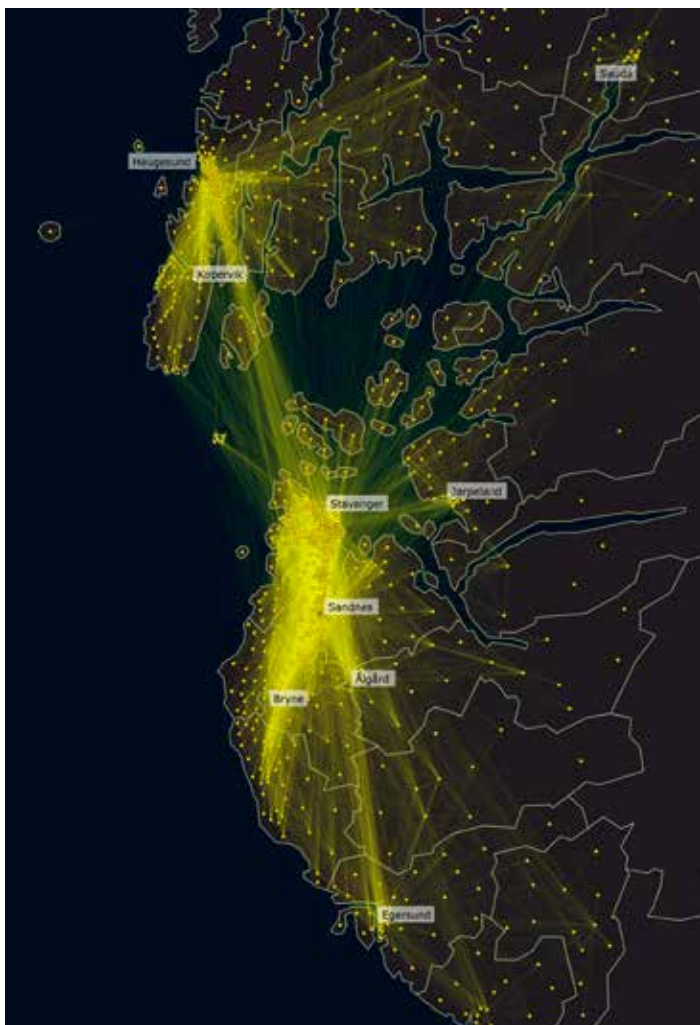 Sauda
Haugesund
Kopervik
Jørpeland
Stavanger
Sandnes
Ålgård
Bryne
Egersund